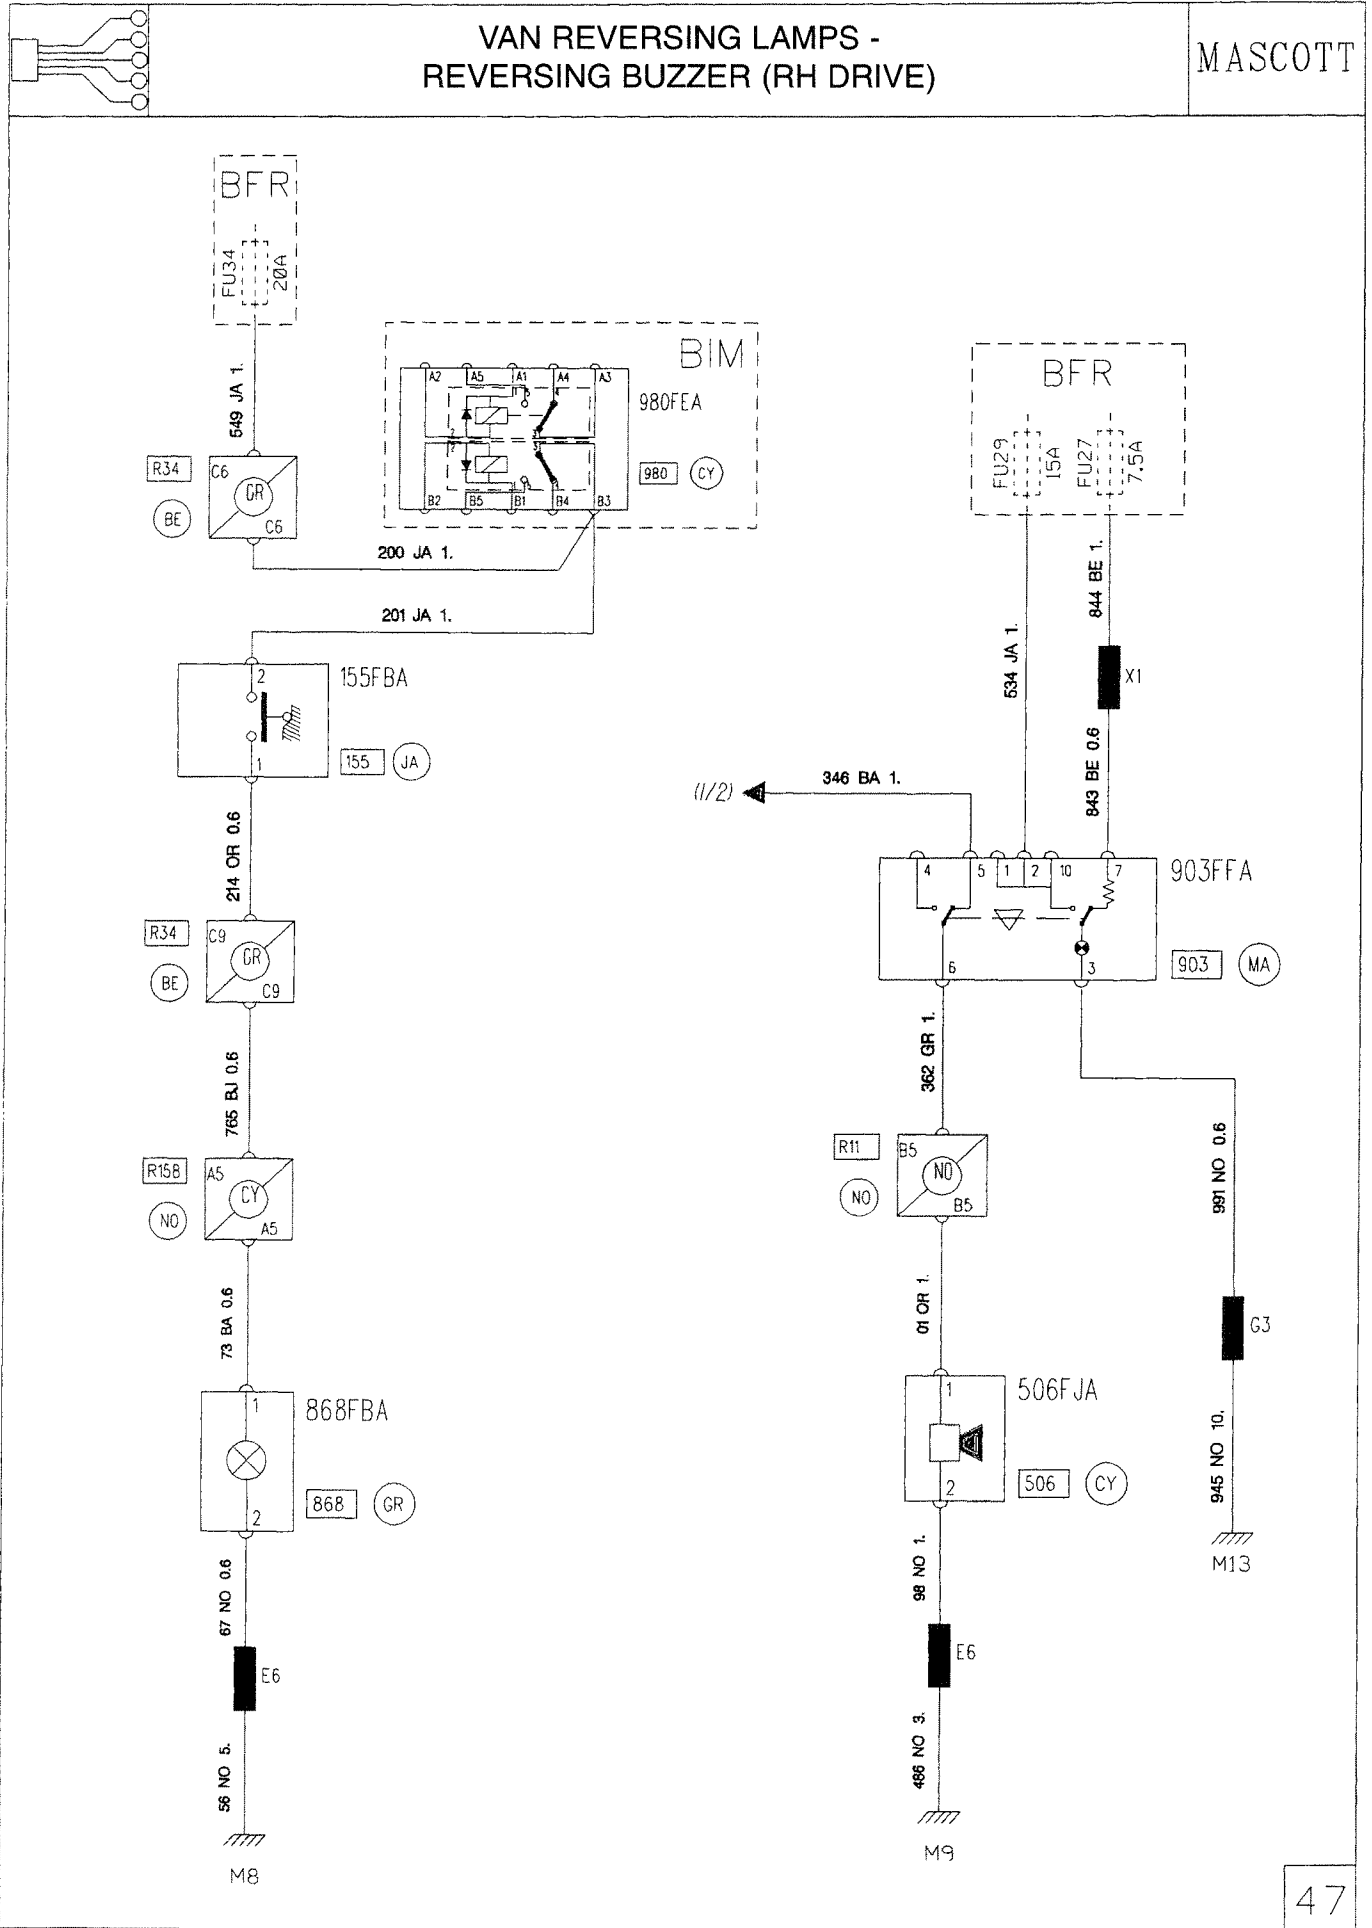 VAN REVERSING LAMPS -
REVERSING BUZZER (RH DRIVE)
MASCOTT
BFR
FU34
20A
549 JA 1.
R34
BE
C6
GR
C6
200 JA 1.
BIM
A2 A5 A1 A4 A3
980FEA
980 CY
B2 B5 B1 B4 B3
201 JA 1.
2
155FBA
1
155 JA
214 OR 0.6
R34
BE
C9
GR
C9
765 BJ 0.6
R158
NO
A5
CY
A5
73 BA 0.6
1
868FBA
2
868 GR
67 NO 0.6
E6
56 NO 5.
M8
BFR
FU29
15A
FU27
7.5A
534 JA 1.
844 BE 1.
X1
843 BE 0.6
(1/2)
346 BA 1.
4 5 1 2 10 7
903FFA
6 3
903 MA
362 GR 1.
R11
NO
B5
NO
B5
01 OR 1.
1
506FJA
2
506 CY
98 NO 1.
E6
486 NO 3.
M9
991 NO 0.6
G3
945 NO 10.
M13
47